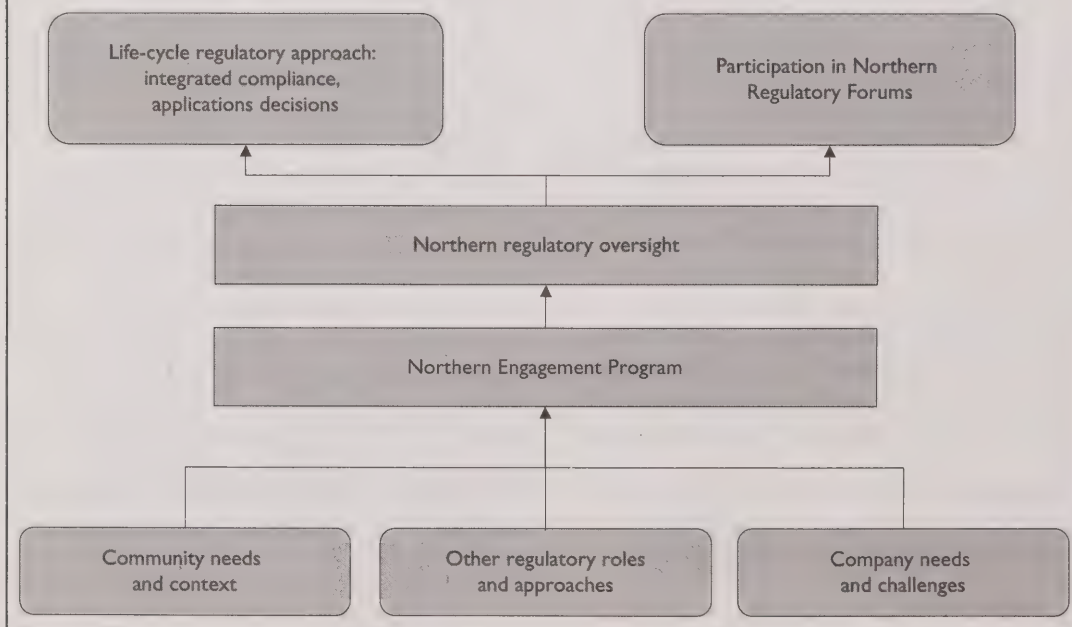 Life-cycle regulatory approach:
integrated compliance,
applications decisions
Participation in Northern
Regulatory Forums
Northern regulatory oversight
Northern Engagement Program
Community needs
and context
Other regulatory roles
and approaches
Company needs
and challenges